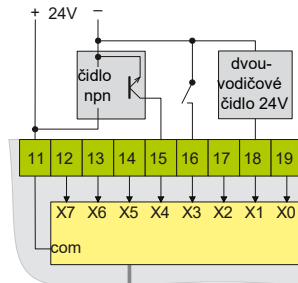 + 24V −
čidlo
npn
dvou-
vodičové
čidlo 24V
11 12 13 14 15 16 17 18 19
X7 X6 X5 X4 X3 X2 X1 X0
com